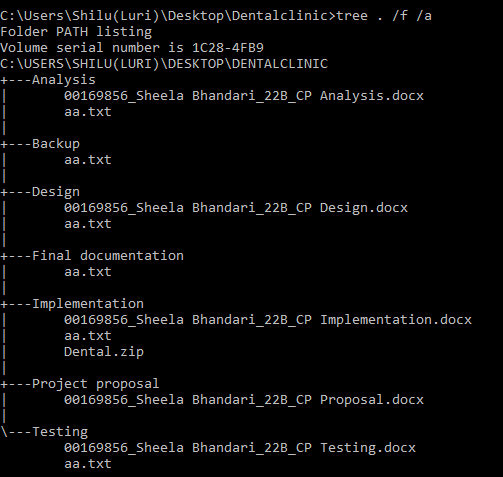 C:\Users\Shilu(Luri)\Desktop\Dentalclinic>tree . /f /a
Folder PATH listing
Volume serial number is 1C28-4FB9
C:\USERS\SHILU(LURI)\DESKTOP\DENTALCLINIC
+---Analysis
|       00169856_Sheela Bhandari_22B_CP Analysis.docx
|       aa.txt
|
+---Backup
|       aa.txt
|
+---Design
|       00169856_Sheela Bhandari_22B_CP Design.docx
|       aa.txt
|
+---Final documentation
|       aa.txt
|
+---Implementation
|       00169856_Sheela Bhandari_22B_CP Implementation.docx
|       aa.txt
|       Dental.zip
|
+---Project proposal
|       00169856_Sheela Bhandari_22B_CP Proposal.docx
|
\---Testing
        00169856_Sheela Bhandari_22B_CP Testing.docx
        aa.txt